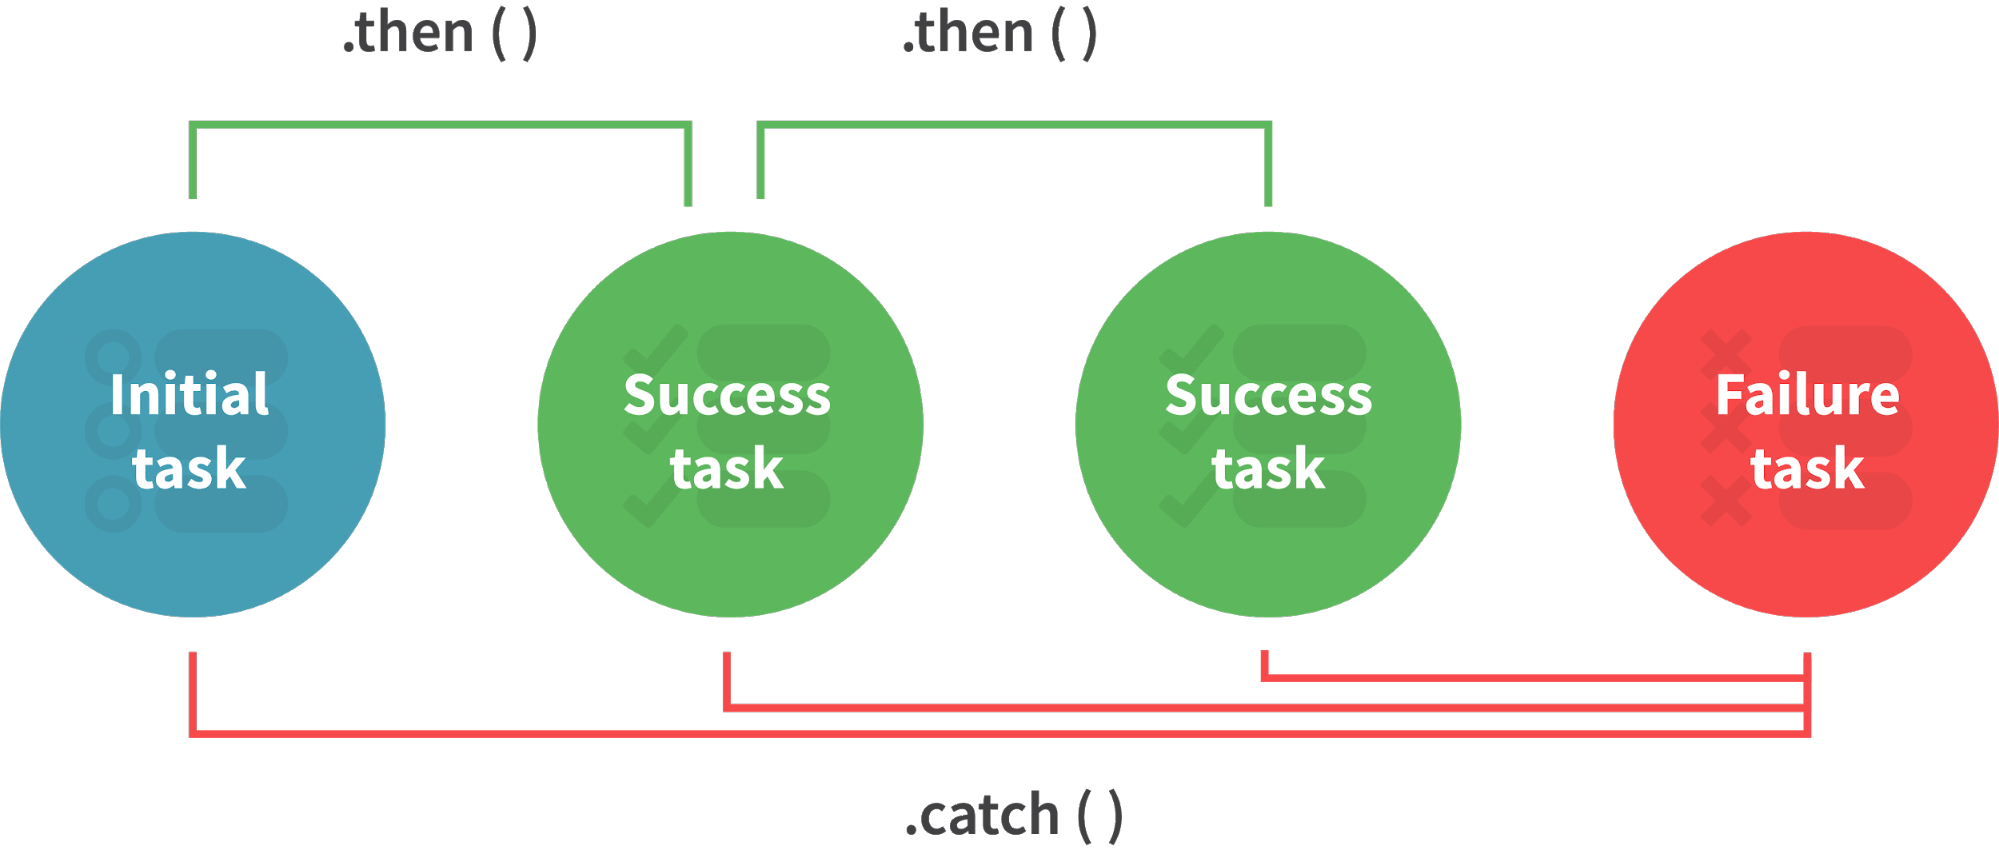 .then ( )
.then ( )
Initial
task
Success
task
Success
task
Failure
task
.catch ( )